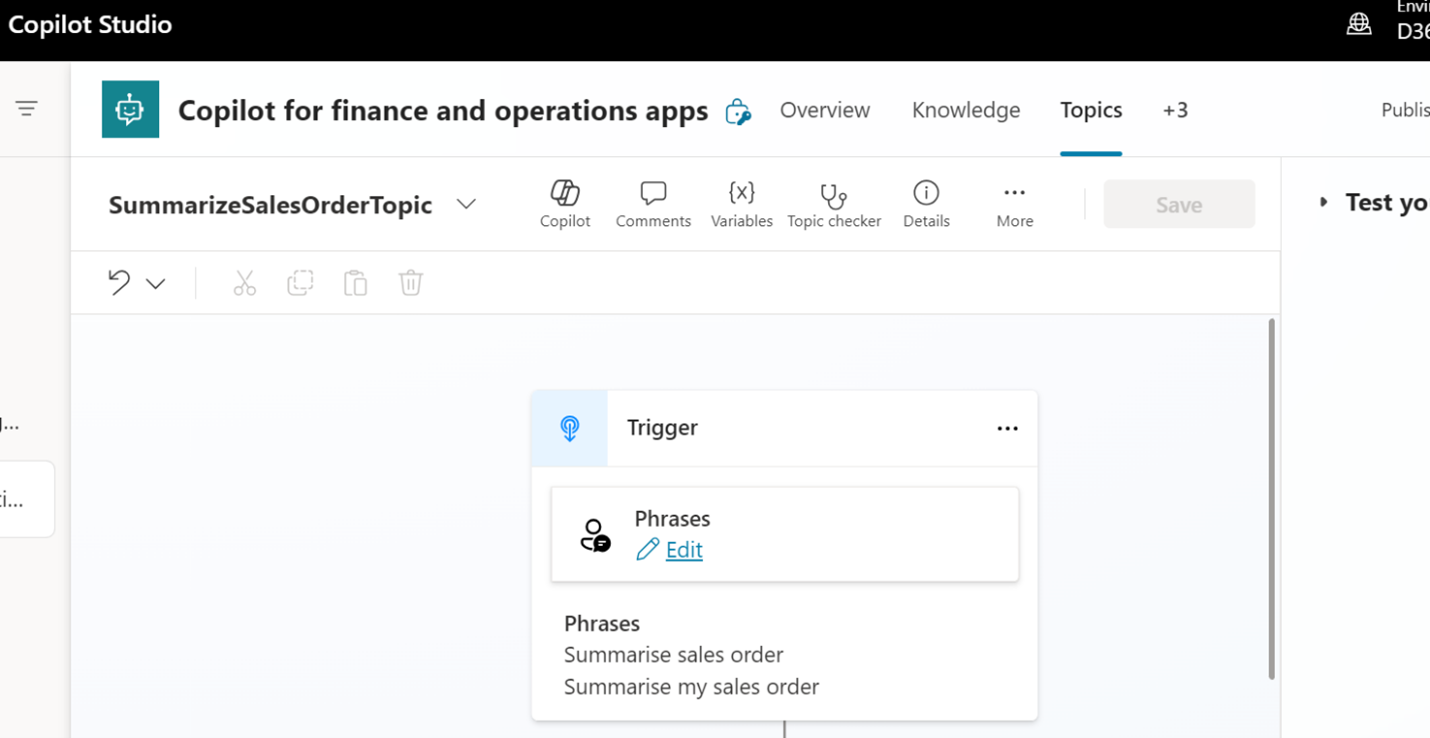 Copilot Studio
Envi
D36
Copilot for finance and operations apps
Overview
Knowledge
Topics
+3
Publis
SummarizeSalesOrderTopic
Copilot
Comments
{x}
Variables
Topic checker
Details
More
Save
Test yo
Trigger
...
Phrases
Edit
Phrases
Summarise sales order
Summarise my sales order
i...